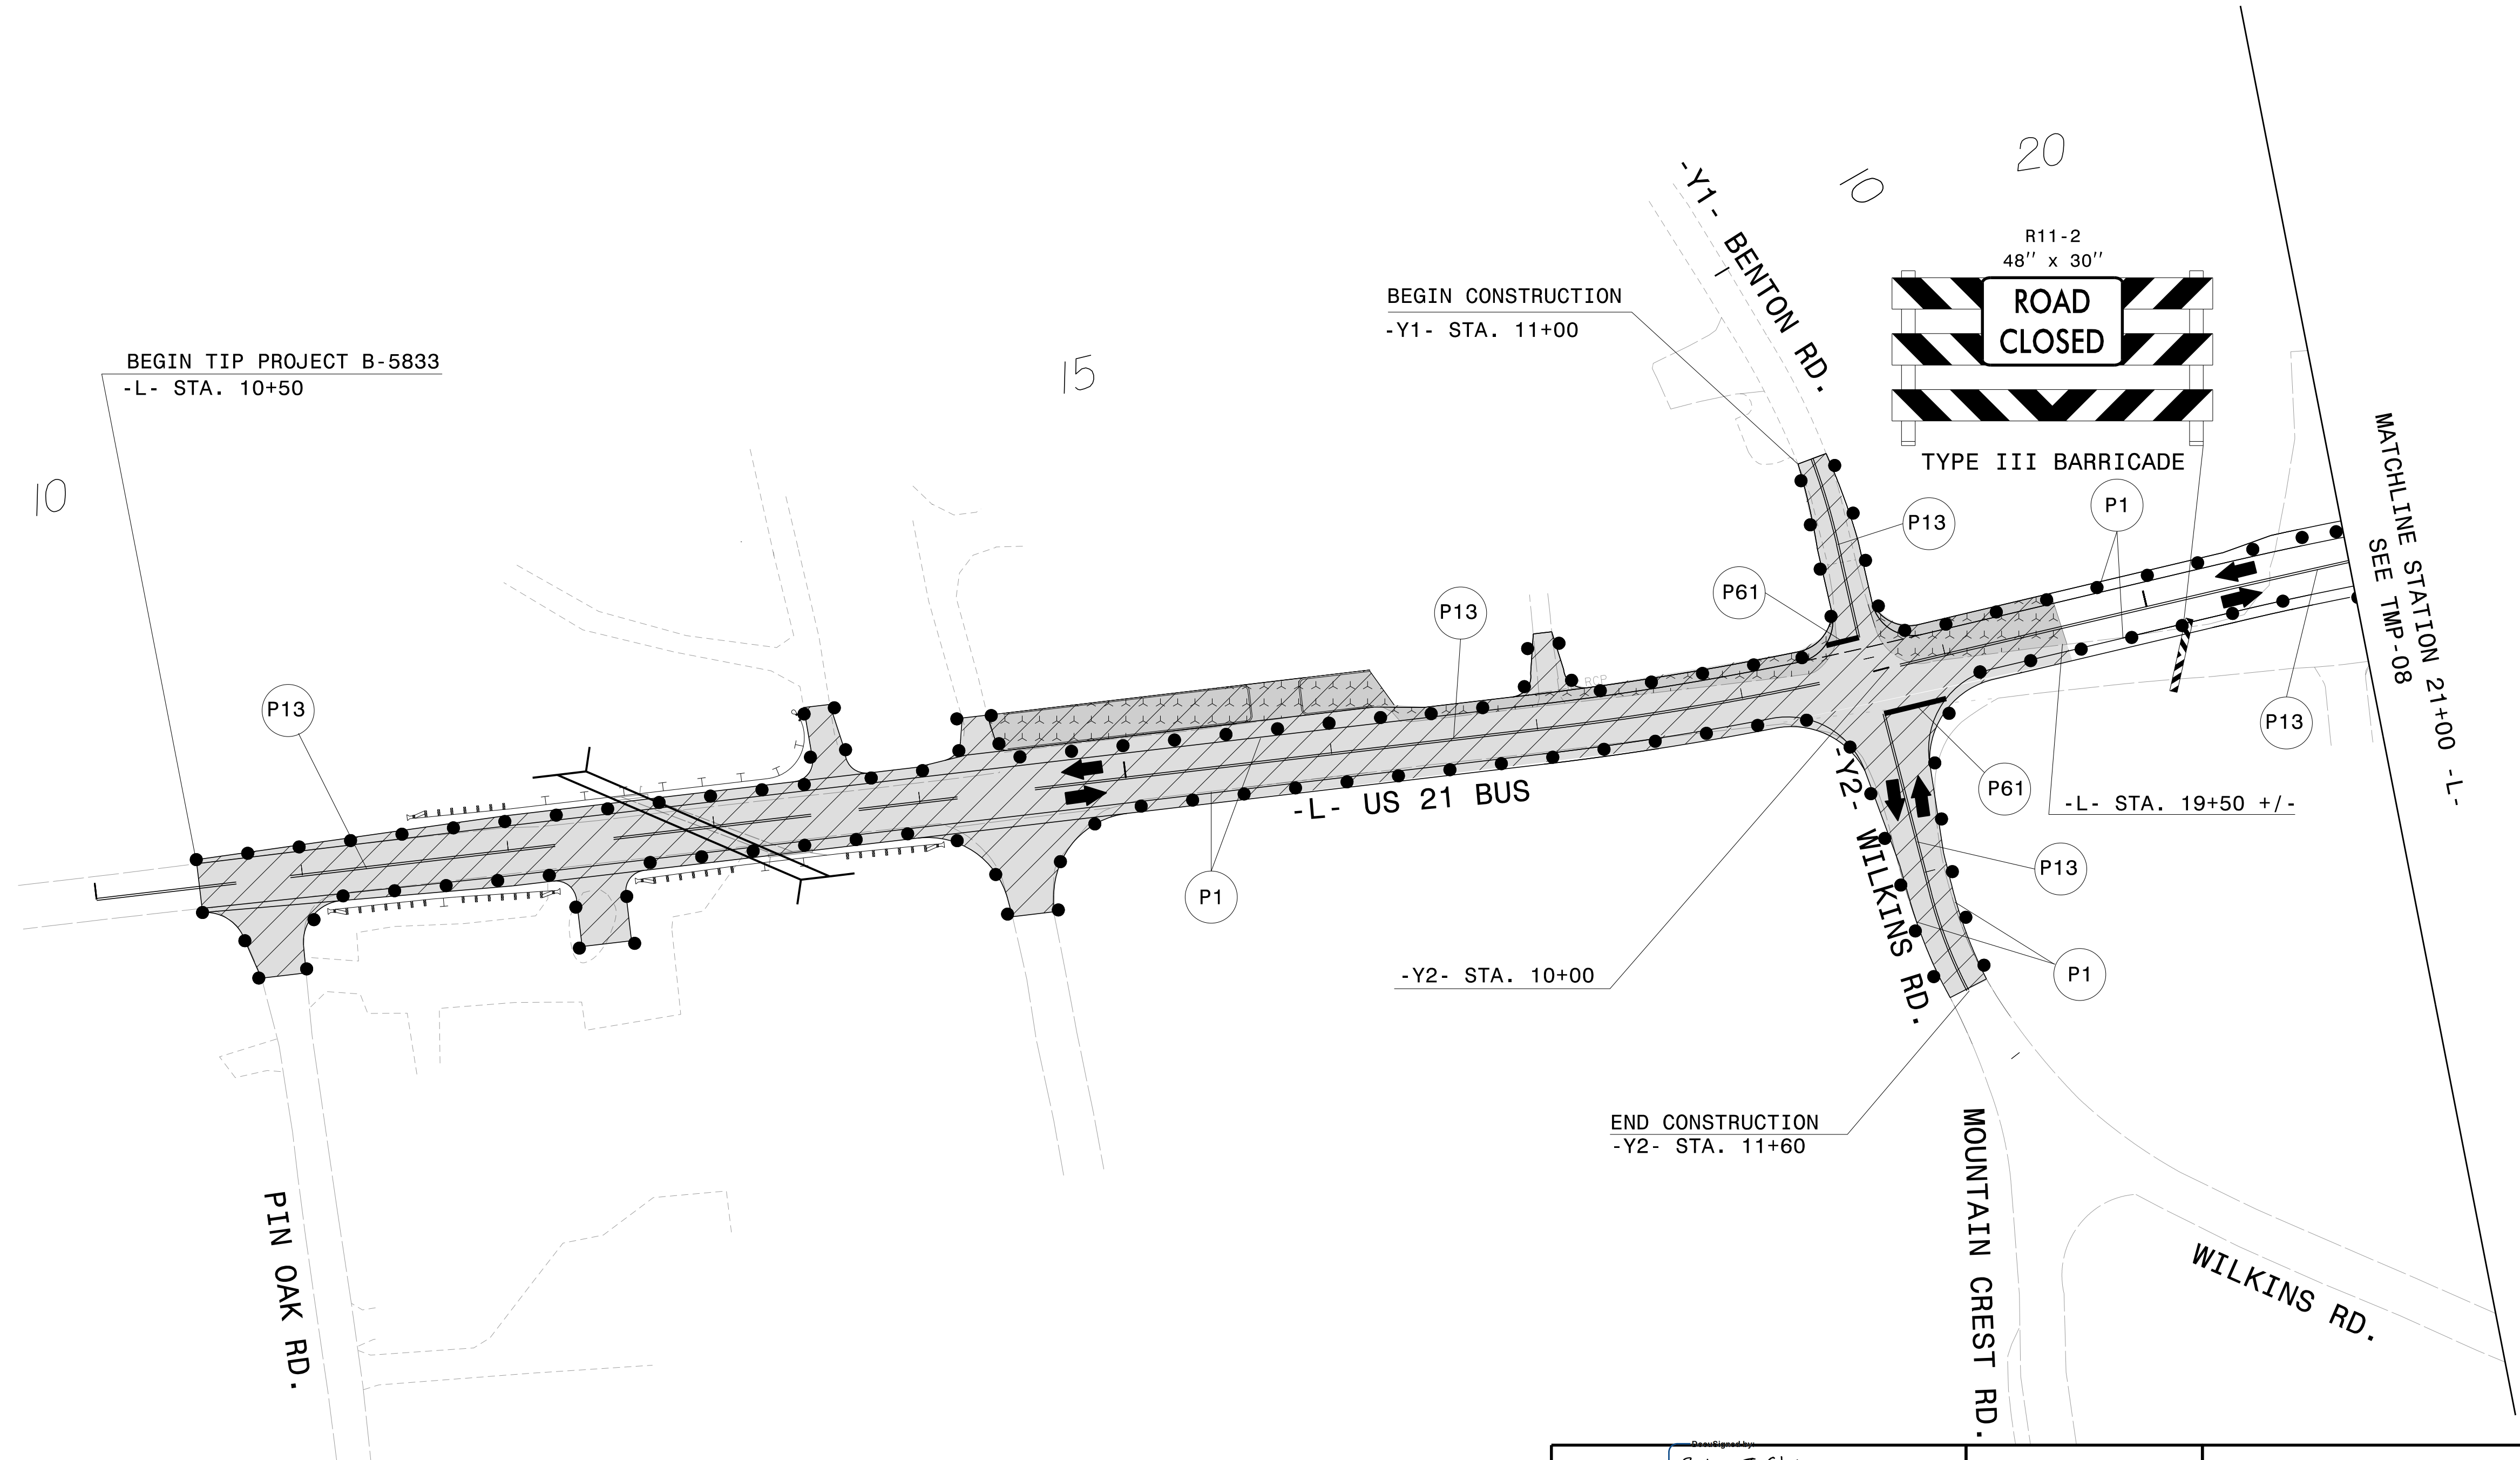 20
10
-Y1- BENTON RD.
R11-2
48" x 30"
ROAD
CLOSED
TYPE III BARRICADE
BEGIN CONSTRUCTION
-Y1- STA. 11+00
BEGIN TIP PROJECT B-5833
-L- STA. 10+50
15
10
MATCHLINE STATION 21+00 -L-
SEE TMP-08
P1
P13
P61
P13
P13
P13
RCP
P61
-L- US 21 BUS
-L- STA. 19+50 +/-
P13
P1
-Y2- WILKINS RD.
P1
-Y2- STA. 10+00
END CONSTRUCTION
-Y2- STA. 11+60
PIN OAK RD.
MOUNTAIN CREST RD.
WILKINS RD.
DocuSigned by: